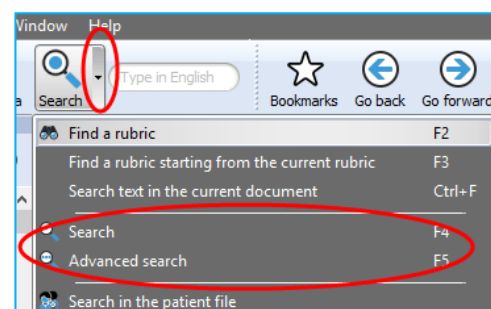 Window Help
Search Type in English Bookmarks Go back Go forward
Find a rubric F2
Find a rubric starting from the current rubric F3
Search text in the current document Ctrl+F
Search F4
Advanced search F5
Search in the patient file